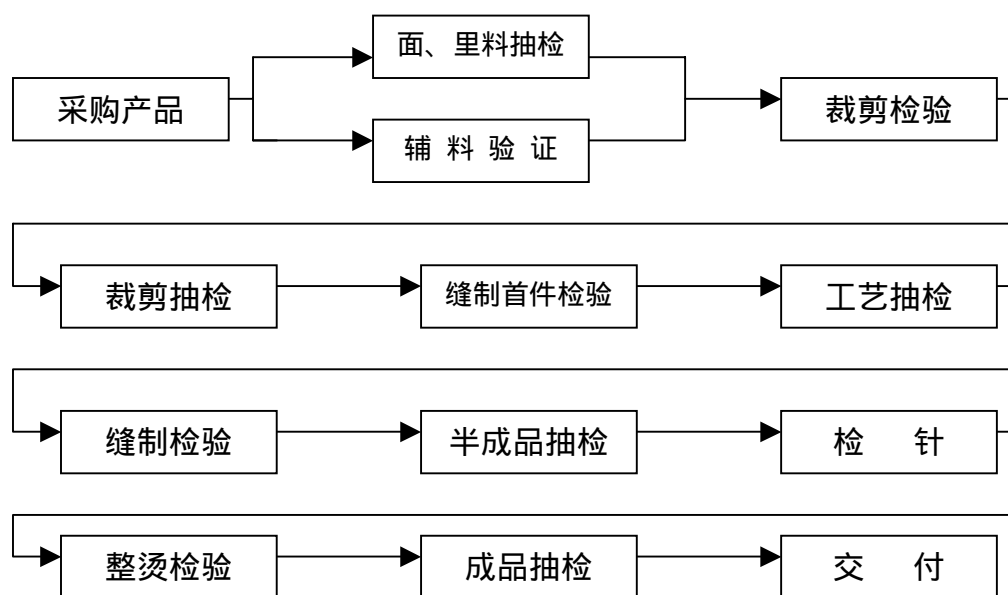 采购产品
面、里料抽检
辅 料 验 证
裁剪检验
裁剪抽检
缝制首件检验
工艺抽检
缝制检验
半成品抽检
检 针
整烫检验
成品抽检
交 付